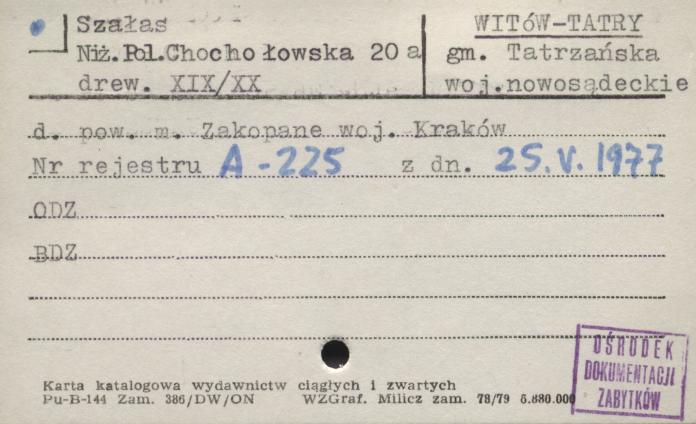 Szałas
Niż.Pol.Chochołowska 20 a
drew. XIX/XX
WITÓW-TATRY
gm. Tatrzańska
woj.nowosądeckie
d. pow. m. Zakopane woj. Kraków
Nr rejestru A-225 z dn. 25.V.1977
ODZ
BDZ
Karta katalogowa wydawnictw ciągłych i zwartych
Pu-B-144 Zam. 386/DW/ON WZGraf. Milicz zam. 78/79 5.880.000
OŚRODEK
DOKUMENTACJI
ZABYTKÓW